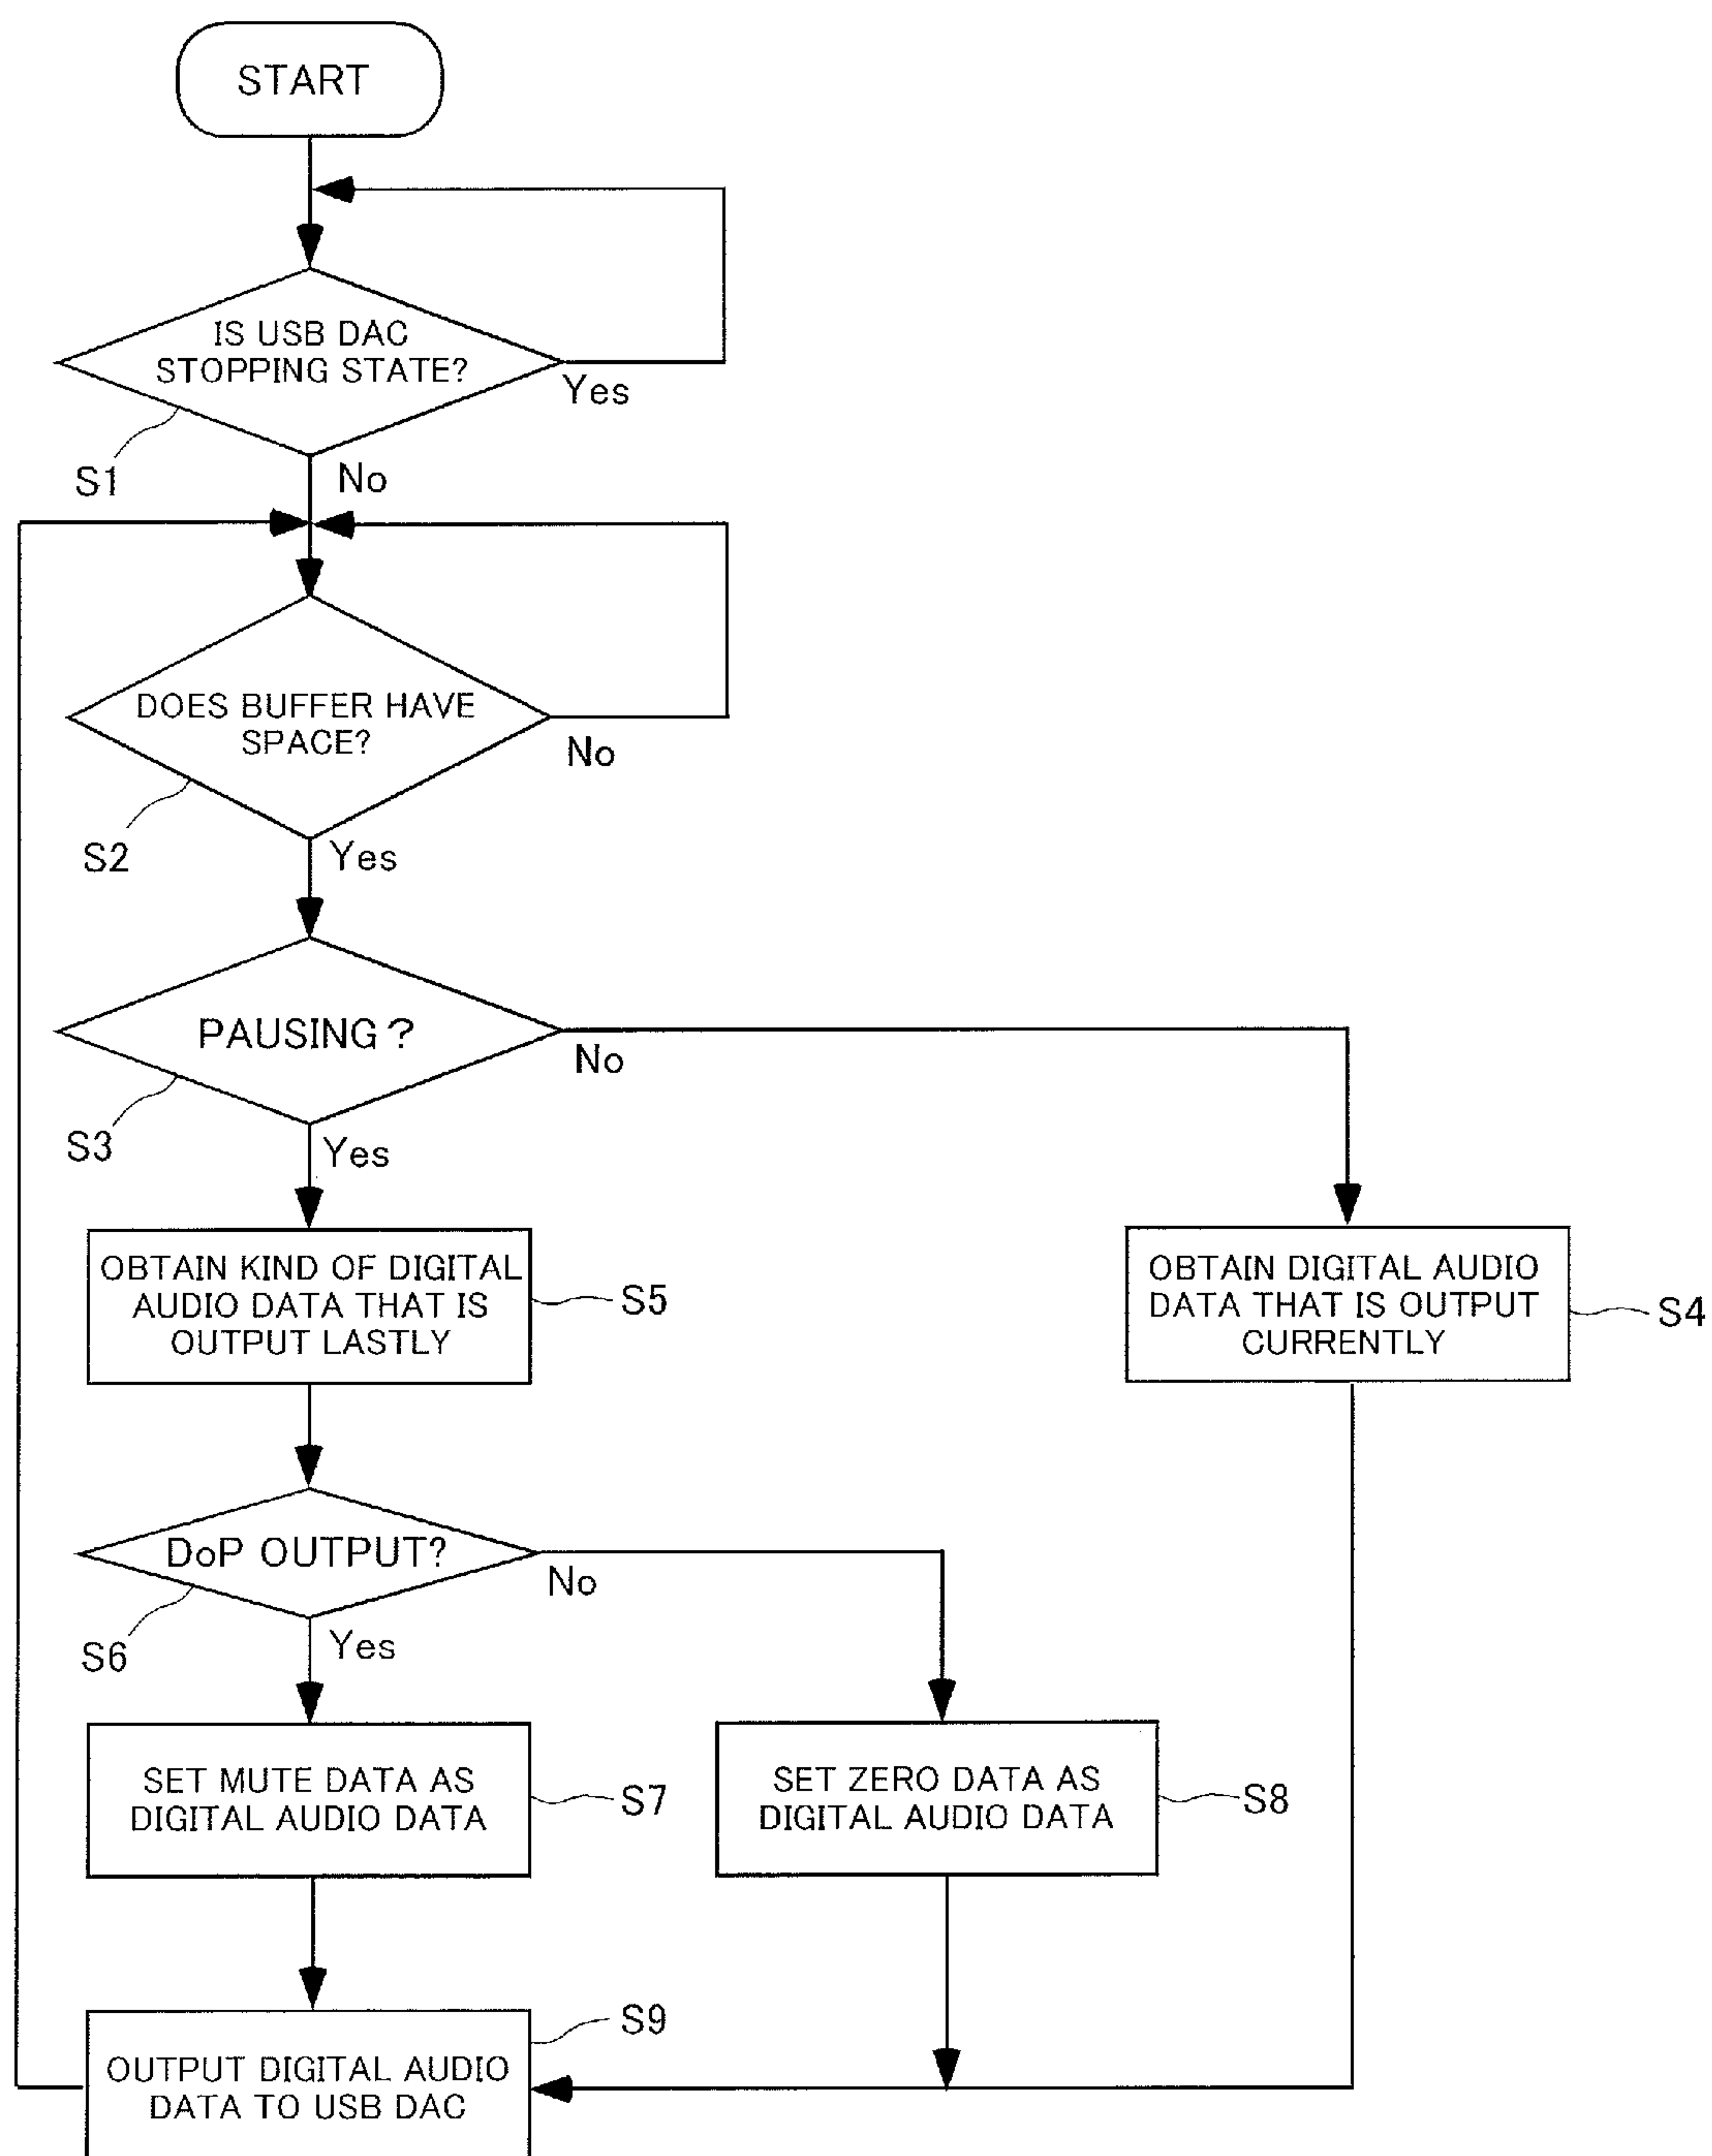 START
IS USB DAC
STOPPING STATE?
Yes
S1
No
DOES BUFFER HAVE
SPACE?
No
S2
Yes
PAUSING?
No
S3
Yes
OBTAIN KIND OF DIGITAL
AUDIO DATA THAT IS
OUTPUT LASTLY
S5
OBTAIN DIGITAL AUDIO
DATA THAT IS OUTPUT
CURRENTLY
S4
DoP OUTPUT?
No
S6
Yes
SET MUTE DATA AS
DIGITAL AUDIO DATA
S7
SET ZERO DATA AS
DIGITAL AUDIO DATA
S8
S9
OUTPUT DIGITAL AUDIO
DATA TO USB DAC